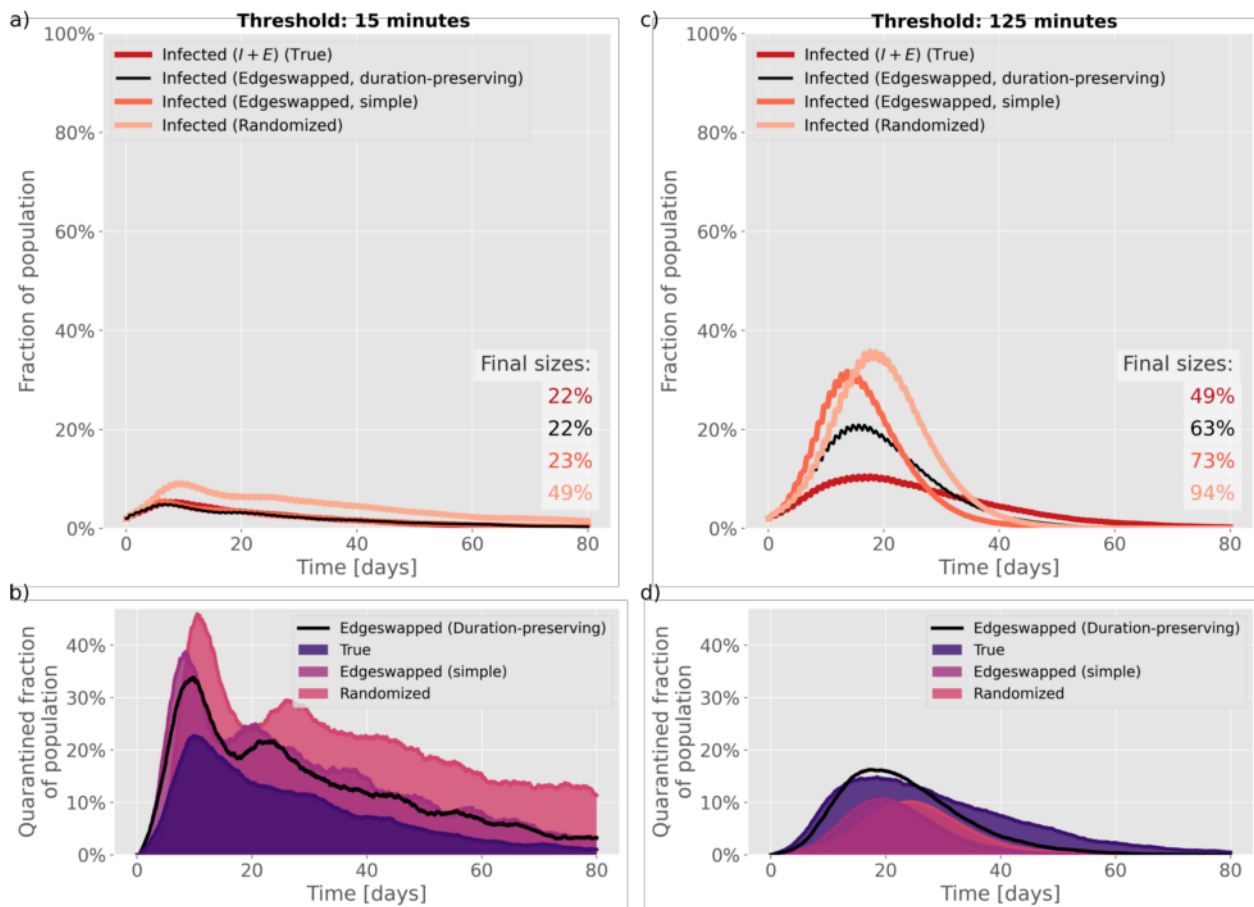 a)
Threshold: 15 minutes
100%
80%
60%
40%
20%
0%
Fraction of population
Infected (I + E) (True)
Infected (Edgeswapped, duration-preserving)
Infected (Edgeswapped, simple)
Infected (Randomized)
Final sizes:
22%
22%
23%
49%
0
20
40
60
80
Time [days]
c)
Threshold: 125 minutes
100%
80%
60%
40%
20%
0%
Fraction of population
Infected (I + E) (True)
Infected (Edgeswapped, duration-preserving)
Infected (Edgeswapped, simple)
Infected (Randomized)
Final sizes:
49%
63%
73%
94%
0
20
40
60
80
Time [days]
b)
40%
30%
20%
10%
0%
Quarantined fraction
of population
Edgeswapped (Duration-preserving)
True
Edgeswapped (simple)
Randomized
0
20
40
60
80
Time [days]
d)
40%
30%
20%
10%
0%
Quarantined fraction
of population
Edgeswapped (Duration-preserving)
True
Edgeswapped (simple)
Randomized
0
20
40
60
80
Time [days]